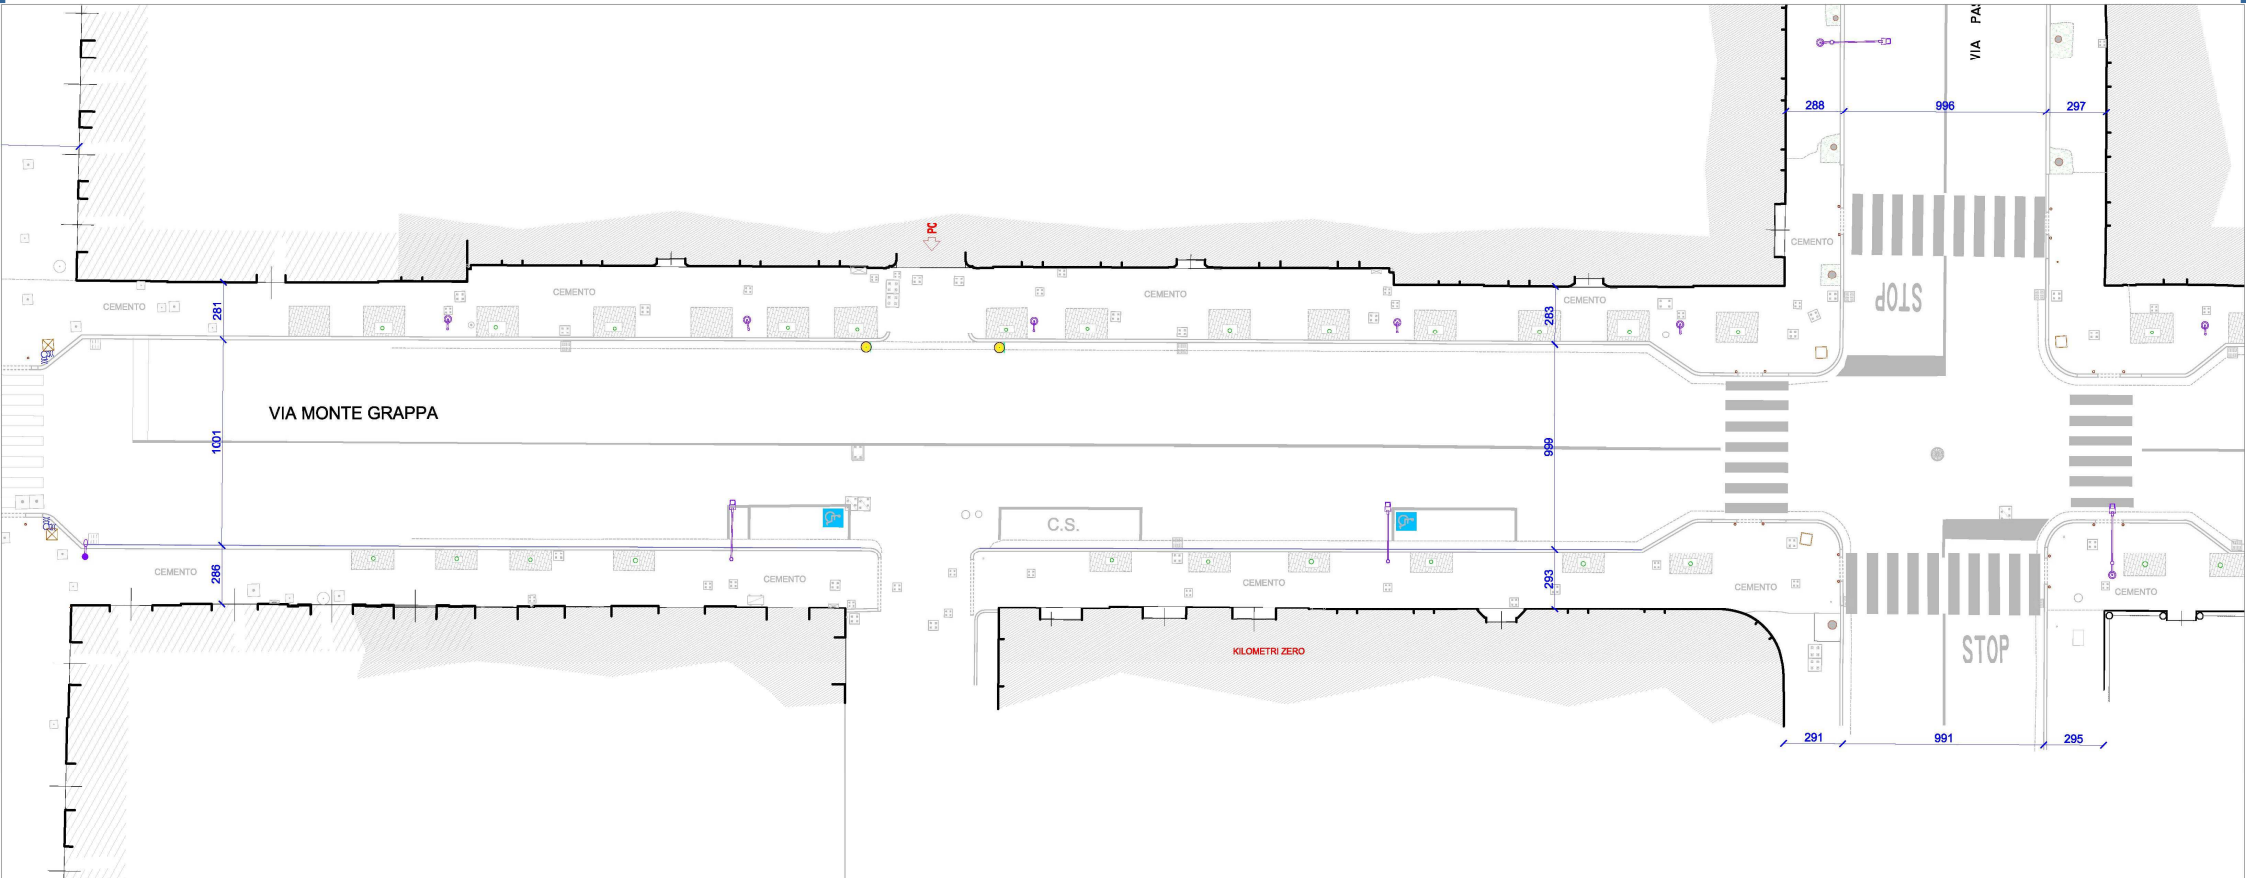 VIA PAS
288
996
297
PC
CEMENTO
CEMENTO
CEMENTO
CEMENTO
CEMENTO
281
283
STOP
VIA MONTE GRAPPA
1001
999
C.S.
286
293
CEMENTO
CEMENTO
CEMENTO
CEMENTO
CEMENTO
KILOMETRI ZERO
STOP
291
991
295